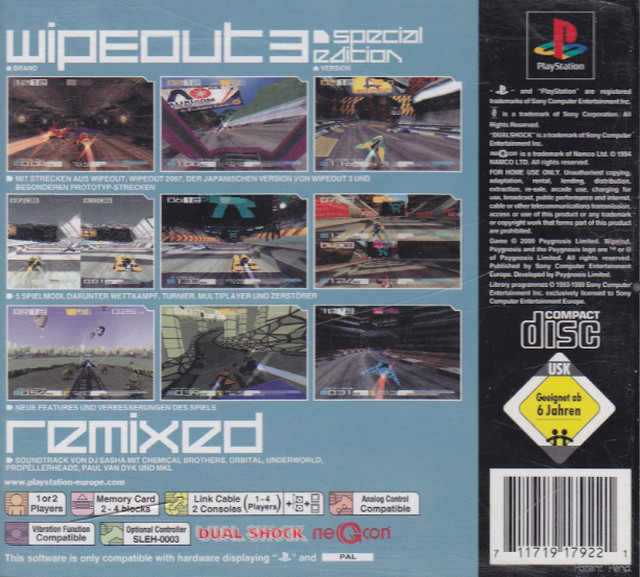 wipeout 3 special edition
BRAND
VERSION
MIT STRECKEN AUS WIPEOUT, WIPEOUT 2097, DER JAPANISCHEN VERSION VON WIPEOUT 3 UND
BESONDEREN PROTOTYP-STRECKEN
5 SPIELMODI, DARUNTER WETTKAMPF, TURNIER, MULTIPLAYER UND ZERSTÖRER
NEUE FEATURES UND VERBESSERUNGEN DES SPIELS
remixed
SOUNDTRACK VON DJ SASHA MIT CHEMICAL BROTHERS, ORBITAL, UNDERWORLD,
PROPELLERHEADS, PAUL VAN DYK UND MKL
www.playstation-europe.com
1 or 2
Players
Memory Card
2 - 4 blocks
Link Cable
2 Consoles
(1-4
Players)
Analog Control
Compatible
Vibration Function
Compatible
Optional Controller
SLEH-0003
DUAL SHOCK
neGcon
This software is only compatible with hardware displaying "PS" and PAL
PlayStation
"PS" and "PlayStation" are registered
trademarks of Sony Computer Entertainment Inc.
is a trademark of Sony Corporation. All
Rights Reserved.
"DUALSHOCK" is a trademark of Sony Computer
Entertainment Inc.
neGcon is a trademark of Namco Ltd. © 1994
NAMCO LTD. All rights reserved.
FOR HOME USE ONLY. Unauthorised copying,
adaptation, rental, lending, distribution,
extraction, re-sale, arcade use, charging for
use, broadcast, public performance and internet,
cable or other telecommunications transmission,
access or use of this product or any trademark
or copyright work that forms part of this product
are prohibited.
Game © 2000 Psygnosis Limited. Wipeout,
Psygnosis and the Psygnosis logo are ™ or ®
of Psygnosis Limited. All rights reserved.
Published by Sony Computer Entertainment
Europe. Developed by Psygnosis Limited.
Library programmes © 1993-1999 Sony Computer
Entertainment Inc. exclusively licensed to Sony
Computer Entertainment Europe.
COMPACT
disc
USK
Geeignet ab
6 Jahren
7 11719 17922 1